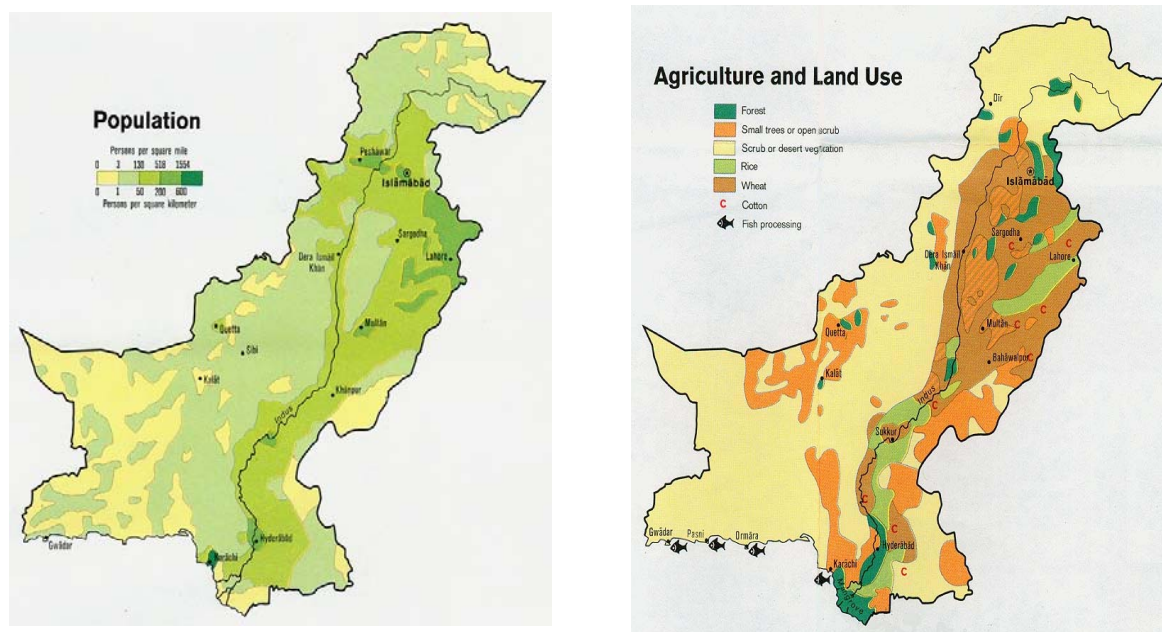 Population
Persons per square mile
0 3 130 518 1554
0 1 50 200 600
Persons per square kilometer
Peshāwar
Islāmābād
Sargodha
Lahore
Dera Ismāil
Khān
Multān
Quetta
Sibi
Kalāt
Khānpur
Indus
Hyderābād
Karāchi
Gwādar
Agriculture and Land Use
Forest
Small trees or open scrub
Scrub or desert vegtication
Rice
Wheat
C Cotton
Fish processing
Dir
Islāmābād
Sargodha
C
C
Lahore
Dera Ismāil
Khān
Multān
C
C
Quetta
Bahāwalpur
C
Kalāt
Indus
C
Sukkur
C
C
Gwādar
Pasni
Ormāra
Hyderābād
Karāchi
C
Mangrove